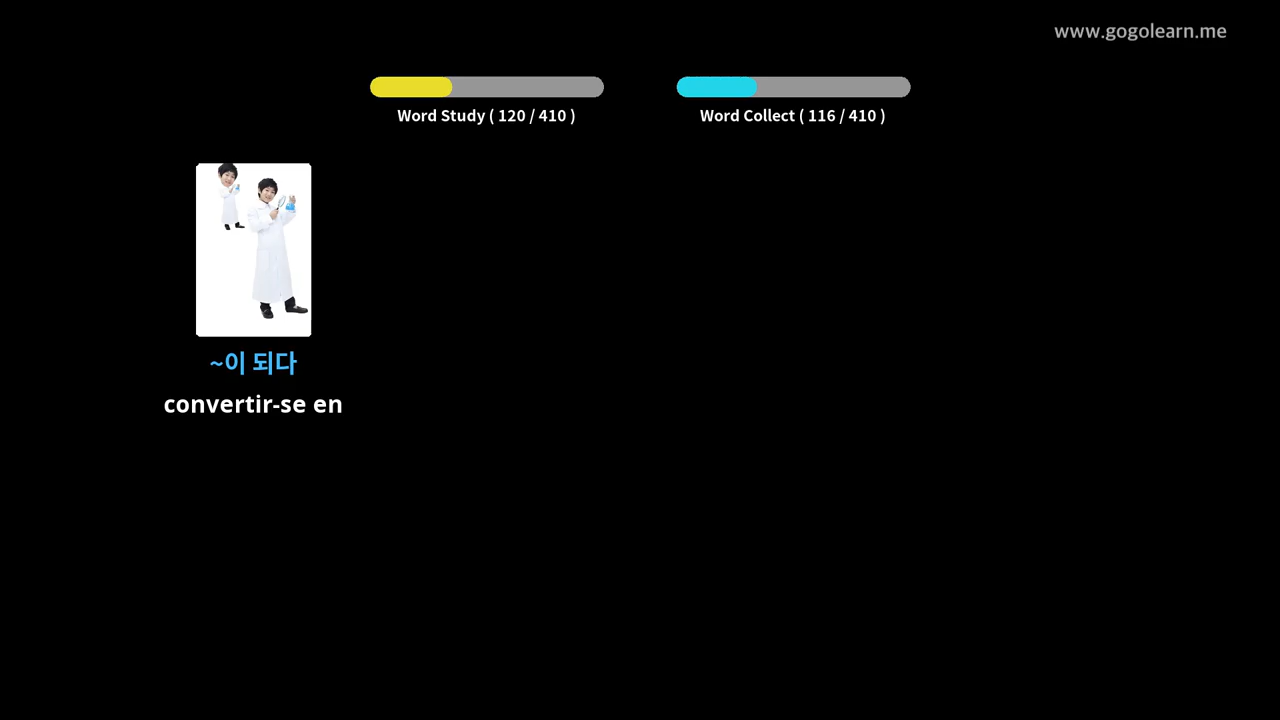 www.gogolearn.me
Word Study ( 120 / 410 )
Word Collect ( 116 / 410 )
~이 되다
convertir-se en